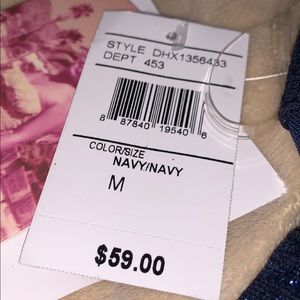 STYLE DHX1356433
DEPT 453
8 87840 19540 6
COLOR/SIZE
NAVY/NAVY
M
$59.00